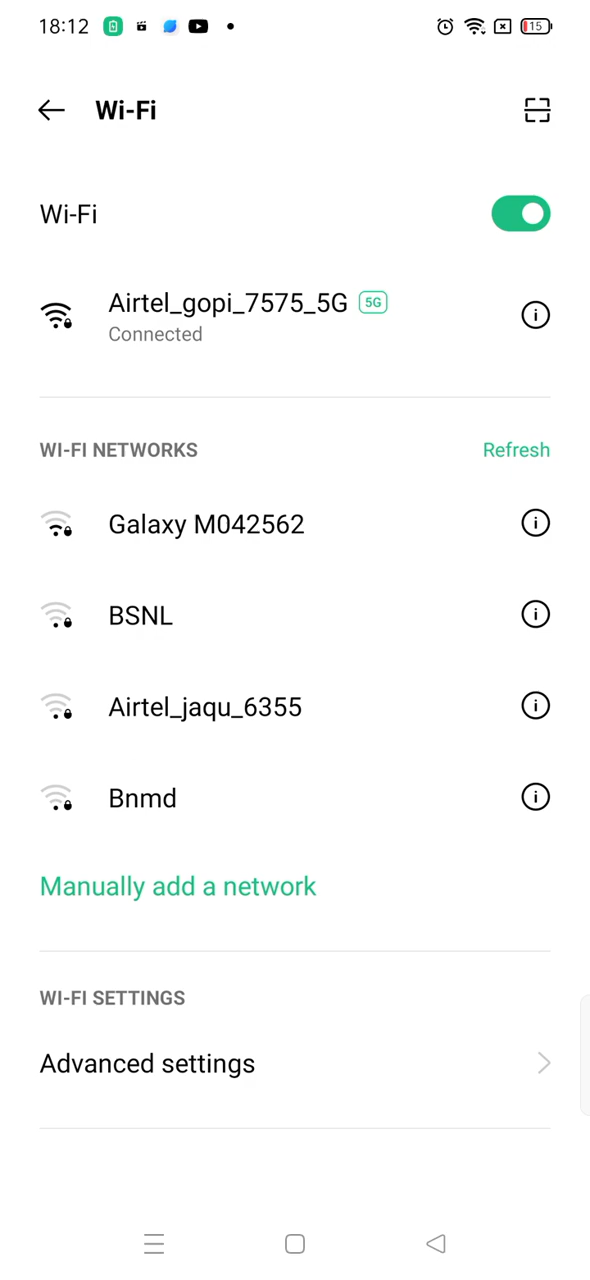 18:12
15
Wi-Fi
Wi-Fi
Airtel_gopi_7575_5G 5G
Connected
WI-FI NETWORKS Refresh
Galaxy M042562
BSNL
Airtel_jaqu_6355
Bnmd
Manually add a network
WI-FI SETTINGS
Advanced settings